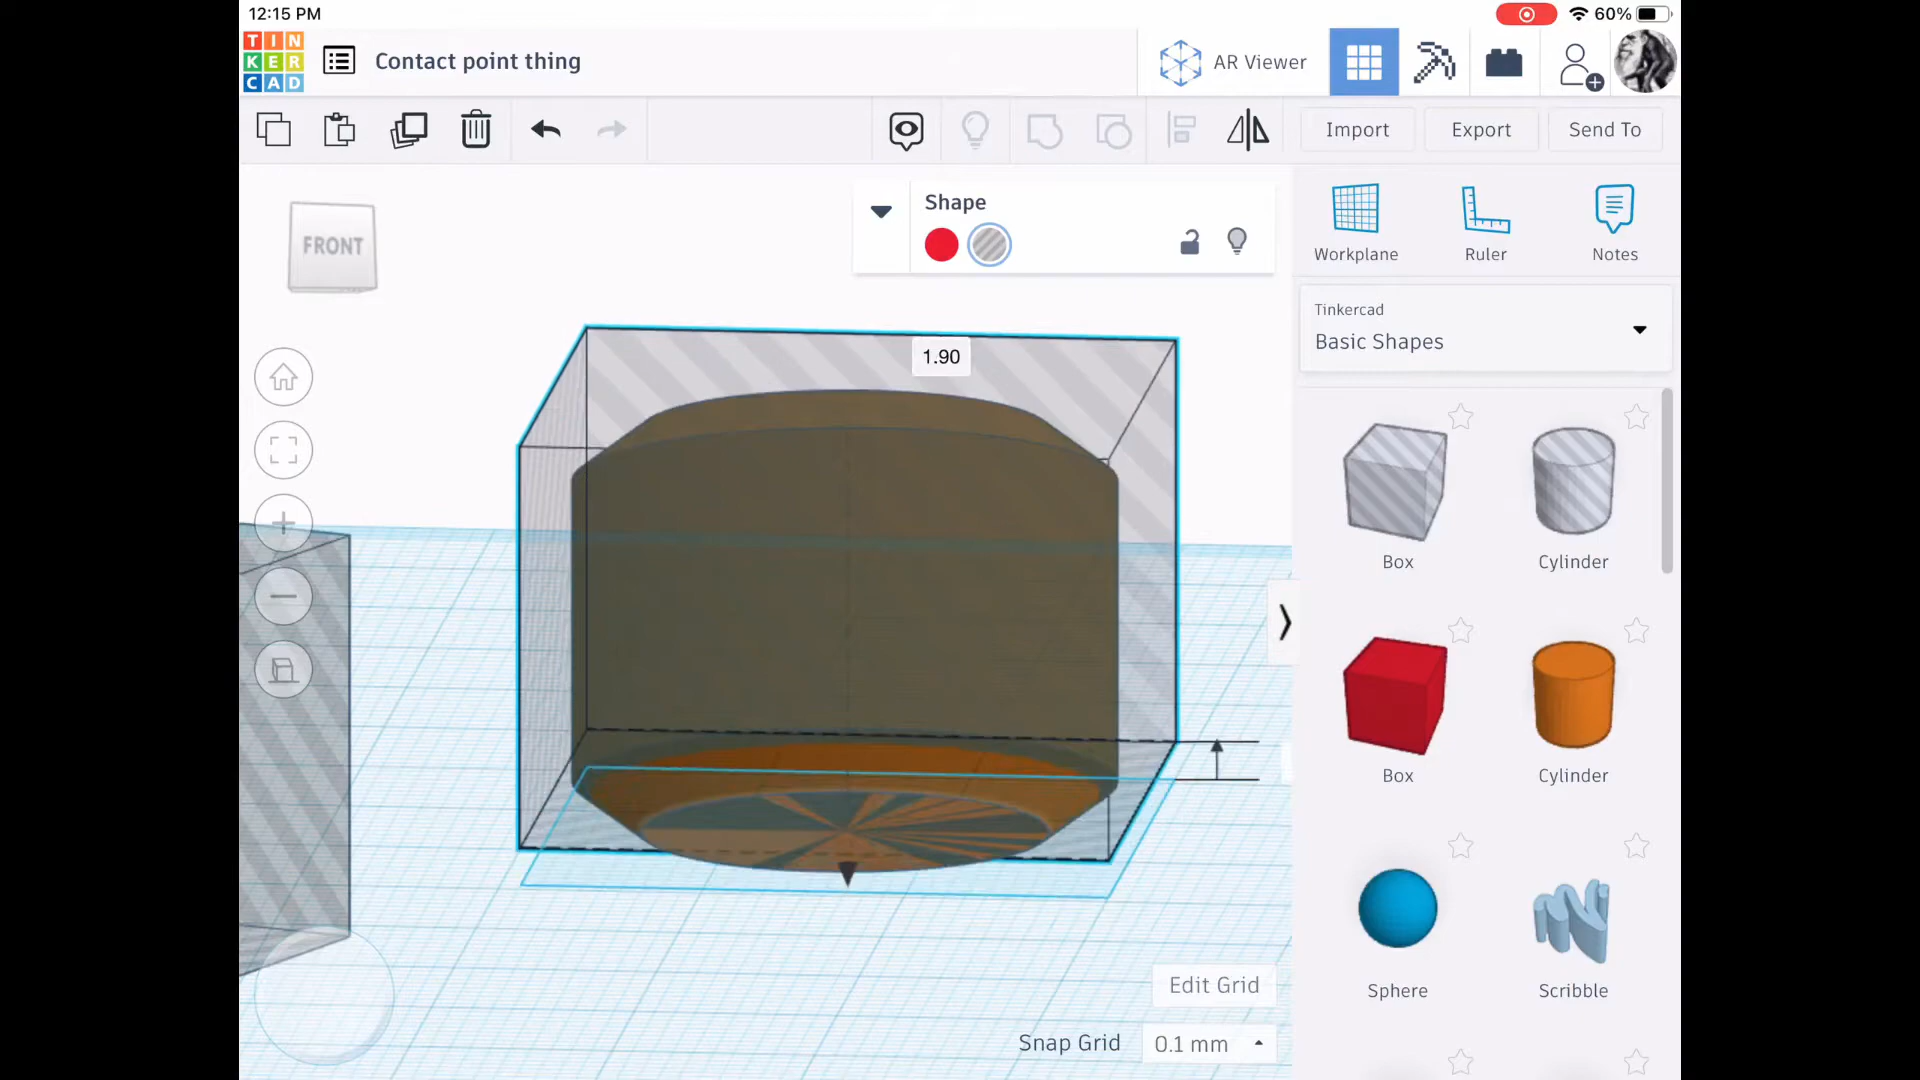 12:15 PM
60%
TIN
KER
CAD
Contact point thing
AR Viewer
Import
Export
Send To
FRONT
Shape
Workplane
Ruler
Notes
Tinkercad
Basic Shapes
1.90
Box
Cylinder
Box
Cylinder
Sphere
Scribble
Edit Grid
Snap Grid
0.1 mm